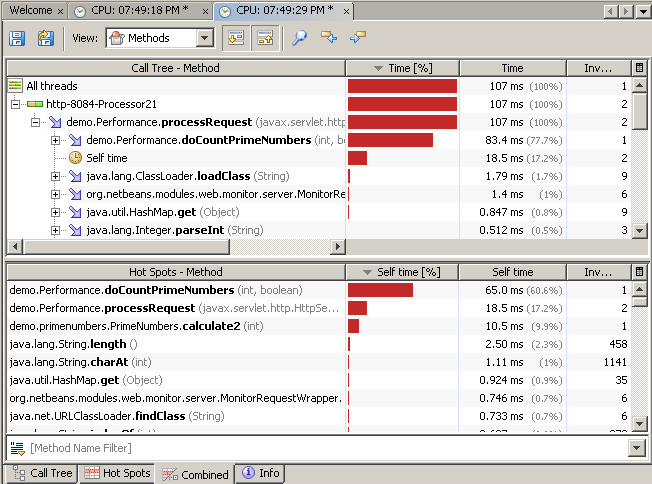 Welcome CPU: 07:49:18 PM * CPU: 07:49:29 PM *
View: Methods
Call Tree - Method Time [%] Time Inv...
All threads 107 ms (100%) 1
http-8084-Processor21 107 ms (100%) 2
demo.Performance.processRequest (javax.servlet.http 107 ms (100%) 2
demo.Performance.doCountPrimeNumbers (int, bo 83.4 ms (77.7%) 1
Self time 18.5 ms (17.2%) 2
java.lang.ClassLoader.loadClass (String) 1.79 ms (1.7%) 9
org.netbeans.modules.web.monitor.server.MonitorRe 1.4 ms (1%) 6
java.util.HashMap.get (Object) 0.847 ms (0.8%) 9
java.lang.Integer.parseInt (String) 0.512 ms (0.5%) 3
Hot Spots - Method Self time [%] Self time Inv...
demo.Performance.doCountPrimeNumbers (int, boolean) 65.0 ms (60.6%) 1
demo.Performance.processRequest (javax.servlet.http.HttpSe... 18.5 ms (17.2%) 2
demo.primenumbers.PrimeNumbers.calculate2 (int) 10.5 ms (9.9%) 1
java.lang.String.length () 2.50 ms (2.3%) 458
java.lang.String.charAt (int) 1.11 ms (1%) 1141
java.util.HashMap.get (Object) 0.924 ms (0.9%) 35
org.netbeans.modules.web.monitor.server.MonitorRequestWrapper. 0.746 ms (0.7%) 6
java.net.URLClassLoader.findClass (String) 0.733 ms (0.7%) 6
[Method Name Filter]
Call Tree Hot Spots Combined Info